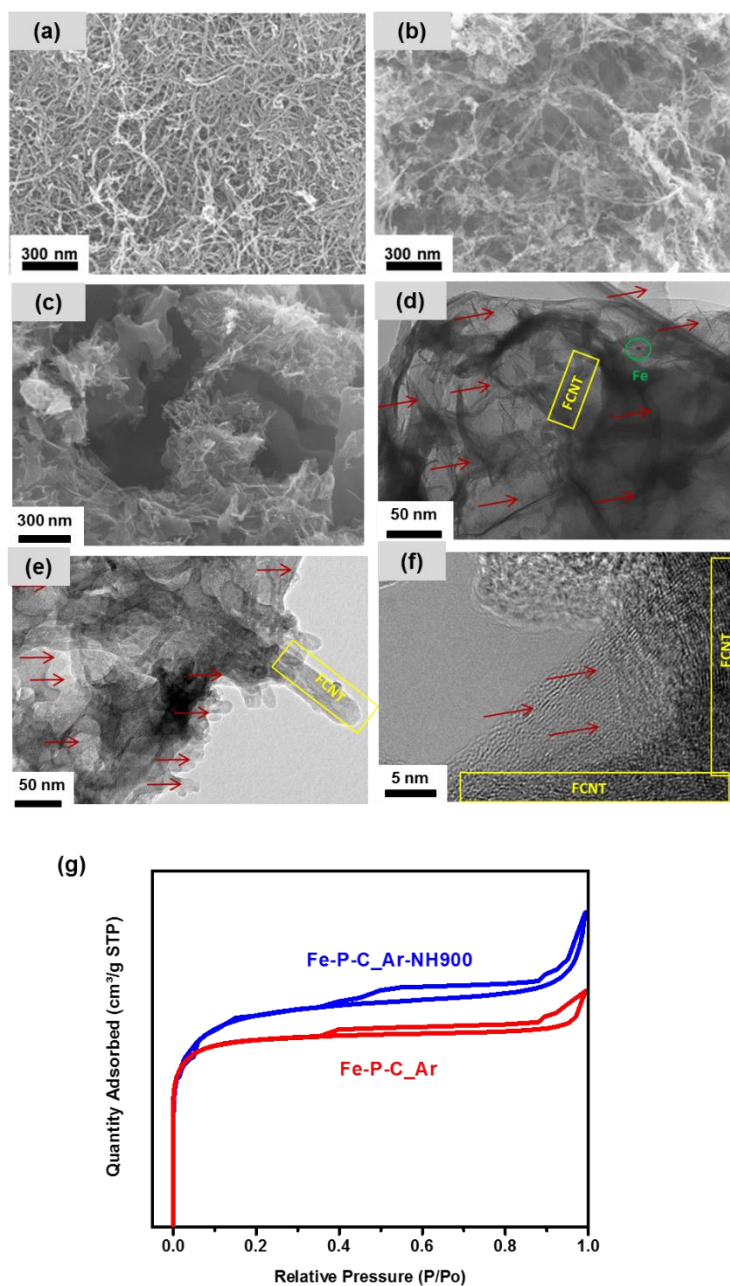 (a)
300 nm
(b)
300 nm
(c)
300 nm
(d)
FCNT
Fe
50 nm
(e)
FCNT
50 nm
(f)
FCNT
FCNT
5 nm
(g)
Quantity Adsorbed (cm³/g STP)
Fe-P-C_Ar-NH900
Fe-P-C_Ar
0.0 0.2 0.4 0.6 0.8 1.0
Relative Pressure (P/Po)